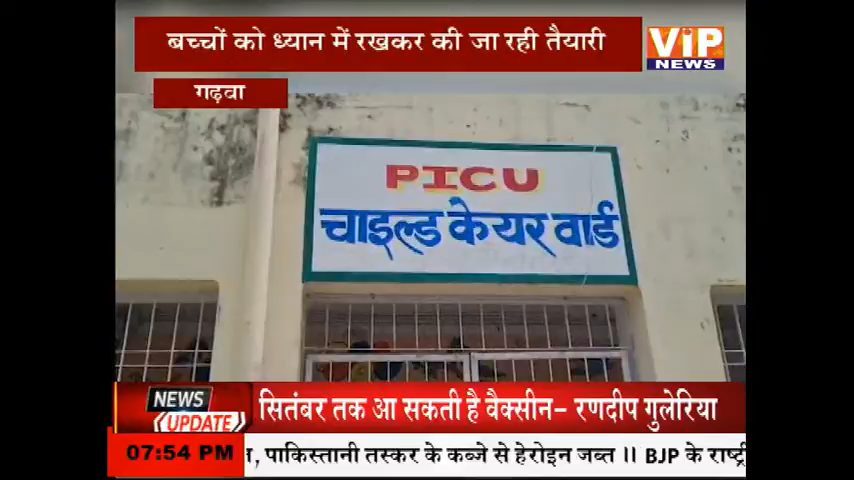 बच्चों को ध्यान में रखकर की जा रही तैयारी
ViP
NEWS
गढ़वा
PICU
चाइल्ड केयर वार्ड
NEWS
UPDATE
सितंबर तक आ सकती है वैक्सीन- रणदीप गुलेरिया
07:54 PM
, पाकिस्तानी तस्कर के कब्जे से हेरोइन जब्त ।। BJP के राष्ट्री